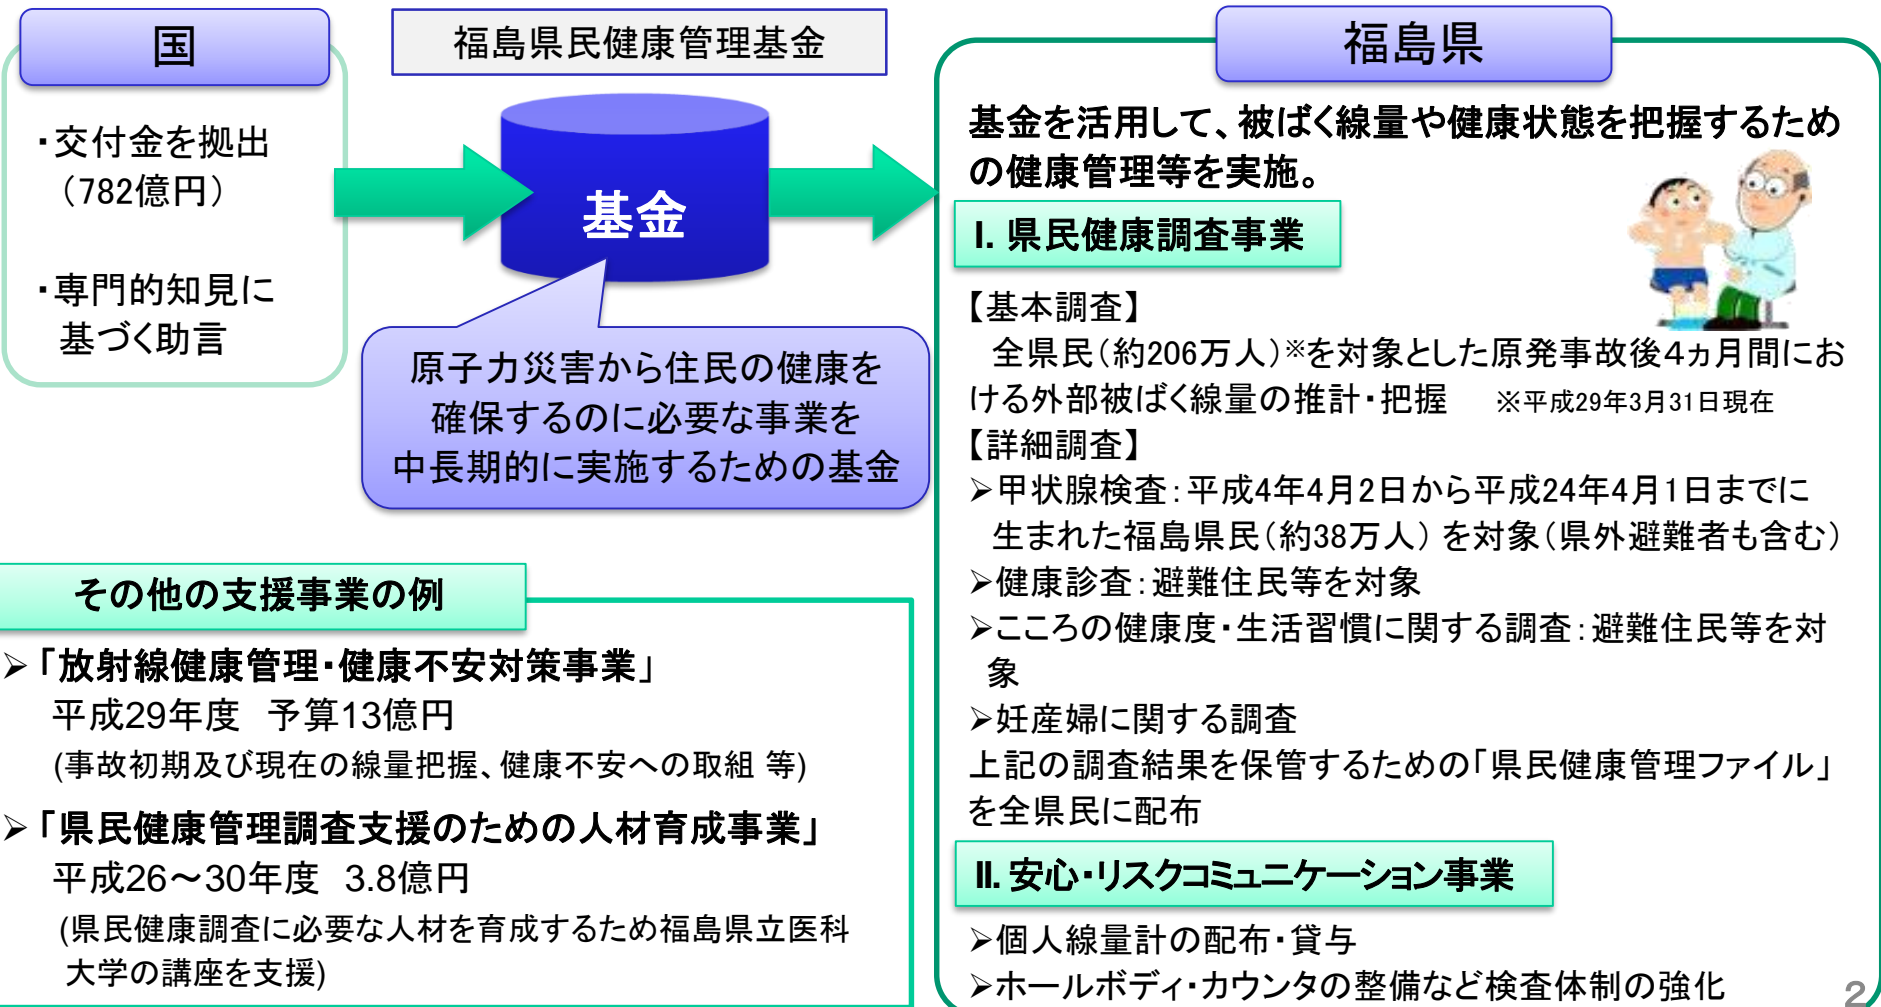 国
・交付金を拠出
（782億円）
・専門的知見に
基づく助言
福島県民健康管理基金
基金
原子力災害から住民の健康を
確保するのに必要な事業を
中長期的に実施するための基金
その他の支援事業の例
➢「放射線健康管理・健康不安対策事業」
平成29年度　予算13億円
(事故初期及び現在の線量把握、健康不安への取組 等)
➢「県民健康管理調査支援のための人材育成事業」
平成26～30年度　3.8億円
(県民健康調査に必要な人材を育成するため福島県立医科
大学の講座を支援)
福島県
基金を活用して、被ばく線量や健康状態を把握するため
の健康管理等を実施。
Ⅰ. 県民健康調査事業
【基本調査】
全県民（約206万人）※を対象とした原発事故後４ヵ月間にお
ける外部被ばく線量の推計・把握　　※平成29年3月31日現在
【詳細調査】
➢甲状腺検査：平成4年4月2日から平成24年4月1日までに
生まれた福島県民（約38万人） を対象（県外避難者も含む）
➢健康診査：避難住民等を対象
➢こころの健康度・生活習慣に関する調査：避難住民等を対
象
➢妊産婦に関する調査
上記の調査結果を保管するための「県民健康管理ファイル」
を全県民に配布
Ⅱ. 安心・リスクコミュニケーション事業
➢個人線量計の配布・貸与
➢ホールボディ・カウンタの整備など検査体制の強化
2